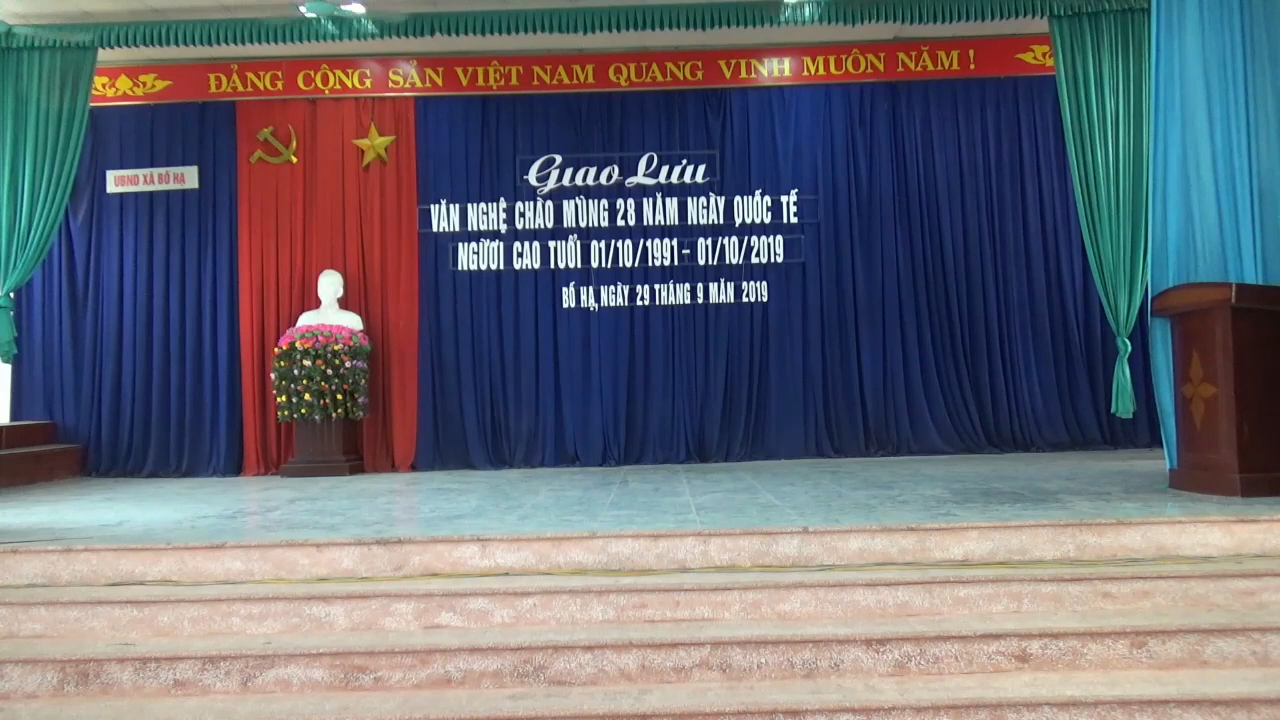 ĐẢNG CỘNG SẢN VIỆT NAM QUANG VINH MUÔN NĂM !
UBND XÃ BỐ HẠ
Giao Lưu
VĂN NGHỆ CHÀO MỪNG 28 NĂM NGÀY QUỐC TẾ
NGƯỜI CAO TUỔI 01/10/1991 - 01/10/2019
BỐ HẠ, NGÀY 29 THÁNG 9 MĂN 2019